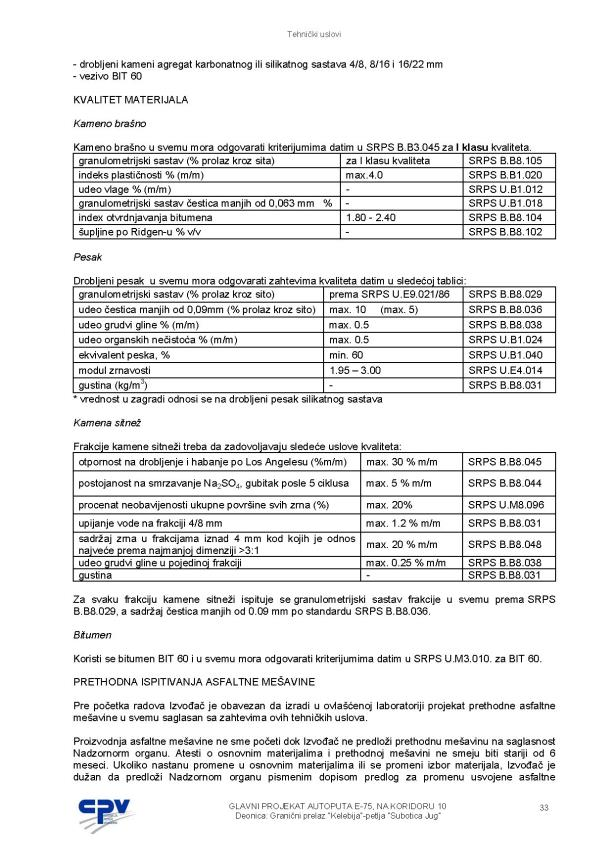 Tehnički uslovi
- drobljeni kameni agregat karbonatnog ili silikatnog sastava 4/8, 8/16 i 16/22 mm
- vezivo BIT 60
KVALITET MATERIJALA
Kameno brašno
Kameno brašno u svemu mora odgovarati kriterijumima datim u SRPS B.B3.045 za I klasu kvaliteta.
granulometrijski sastav (% prolaz kroz sita) za I klasu kvaliteta SRPS B.B8.105
indeks plastičnosti % (m/m) max.4.0 SRPS B.B1.020
udeo vlage % (m/m) - SRPS U.B1.012
granulometrijski sastav čestica manjih od 0,063 mm % - SRPS U.B1.018
index otvrdnjavanja bitumena 1.80 - 2.40 SRPS B.B8.104
šupljine po Ridgen-u % v/v - SRPS B.B8.102
Pesak
Drobljeni pesak u svemu mora odgovarati zahtevima kvaliteta datim u sledećoj tablici:
granulometrijski sastav (% prolaz kroz sito) prema SRPS U.E9.021/86 SRPS B.B8.029
udeo čestica manjih od 0,09mm (% prolaz kroz sito) max. 10 (max. 5) SRPS B.B8.036
udeo grudvi gline % (m/m) max. 0.5 SRPS B.B8.038
udeo organskih nečistoća % (m/m) max. 0.5 SRPS U.B1.024
ekvivalent peska, % min. 60 SRPS U.B1.040
modul zrnavosti 1.95 – 3.00 SRPS U.E4.014
gustina (kg/m³) - SRPS B.B8.031
* vrednost u zagradi odnosi se na drobljeni pesak silikatnog sastava
Kamena sitnež
Frakcije kamene sitneži treba da zadovoljavaju sledeće uslove kvaliteta:
otpornost na drobljenje i habanje po Los Angelesu (%m/m) max. 30 % m/m SRPS B.B8.045
postojanost na smrzavanje Na₂SO₄, gubitak posle 5 ciklusa max. 5 % m/m SRPS B.B8.044
procenat neobavijenosti ukupne površine svih zrna (%) max. 20% SRPS U.M8.096
upijanje vode na frakciji 4/8 mm max. 1.2 % m/m SRPS B.B8.031
sadržaj zrna u frakcijama iznad 4 mm kod kojih je odnos
najveće prema najmanjoj dimenziji >3:1 max. 20 % m/m SRPS B.B8.048
udeo grudvi gline u pojedinoj frakciji max. 0.25 % m/m SRPS B.B8.038
gustina - SRPS B.B8.031
Za svaku frakciju kamene sitneži ispituje se granulometrijski sastav frakcije u svemu prema SRPS
B.B8.029, a sadržaj čestica manjih od 0.09 mm po standardu SRPS B.B8.036.
Bitumen
Koristi se bitumen BIT 60 i u svemu mora odgovarati kriterijumima datim u SRPS U.M3.010. za BIT 60.
PRETHODNA ISPITIVANJA ASFALTNE MEŠAVINE
Pre početka radova Izvođač je obavezan da izradi u ovlašćenoj laboratoriji projekat prethodne asfaltne
mešavine u svemu saglasan sa zahtevima ovih tehničkih uslova.
Proizvodnja asfaltne mešavine ne sme početi dok Izvođač ne predloži prethodnu mešavinu na saglasnost
Nadzornorm organu. Atesti o osnovnim materijalima i prethodnoj mešavini ne smeju biti stariji od 6
meseci. Ukoliko nastanu promene u osnovnim materijalima ili se promeni izbor materijala, Izvođač je
dužan da predloži Nadzornom organu pismenim dopisom predlog za promenu usvojene asfaltne
CPV
GLAVNI PROJEKAT AUTOPUTA E-75, NA KORIDORU 10
Deonica: Granični prelaz "Kelebija"-petlja "Subotica Jug"
33